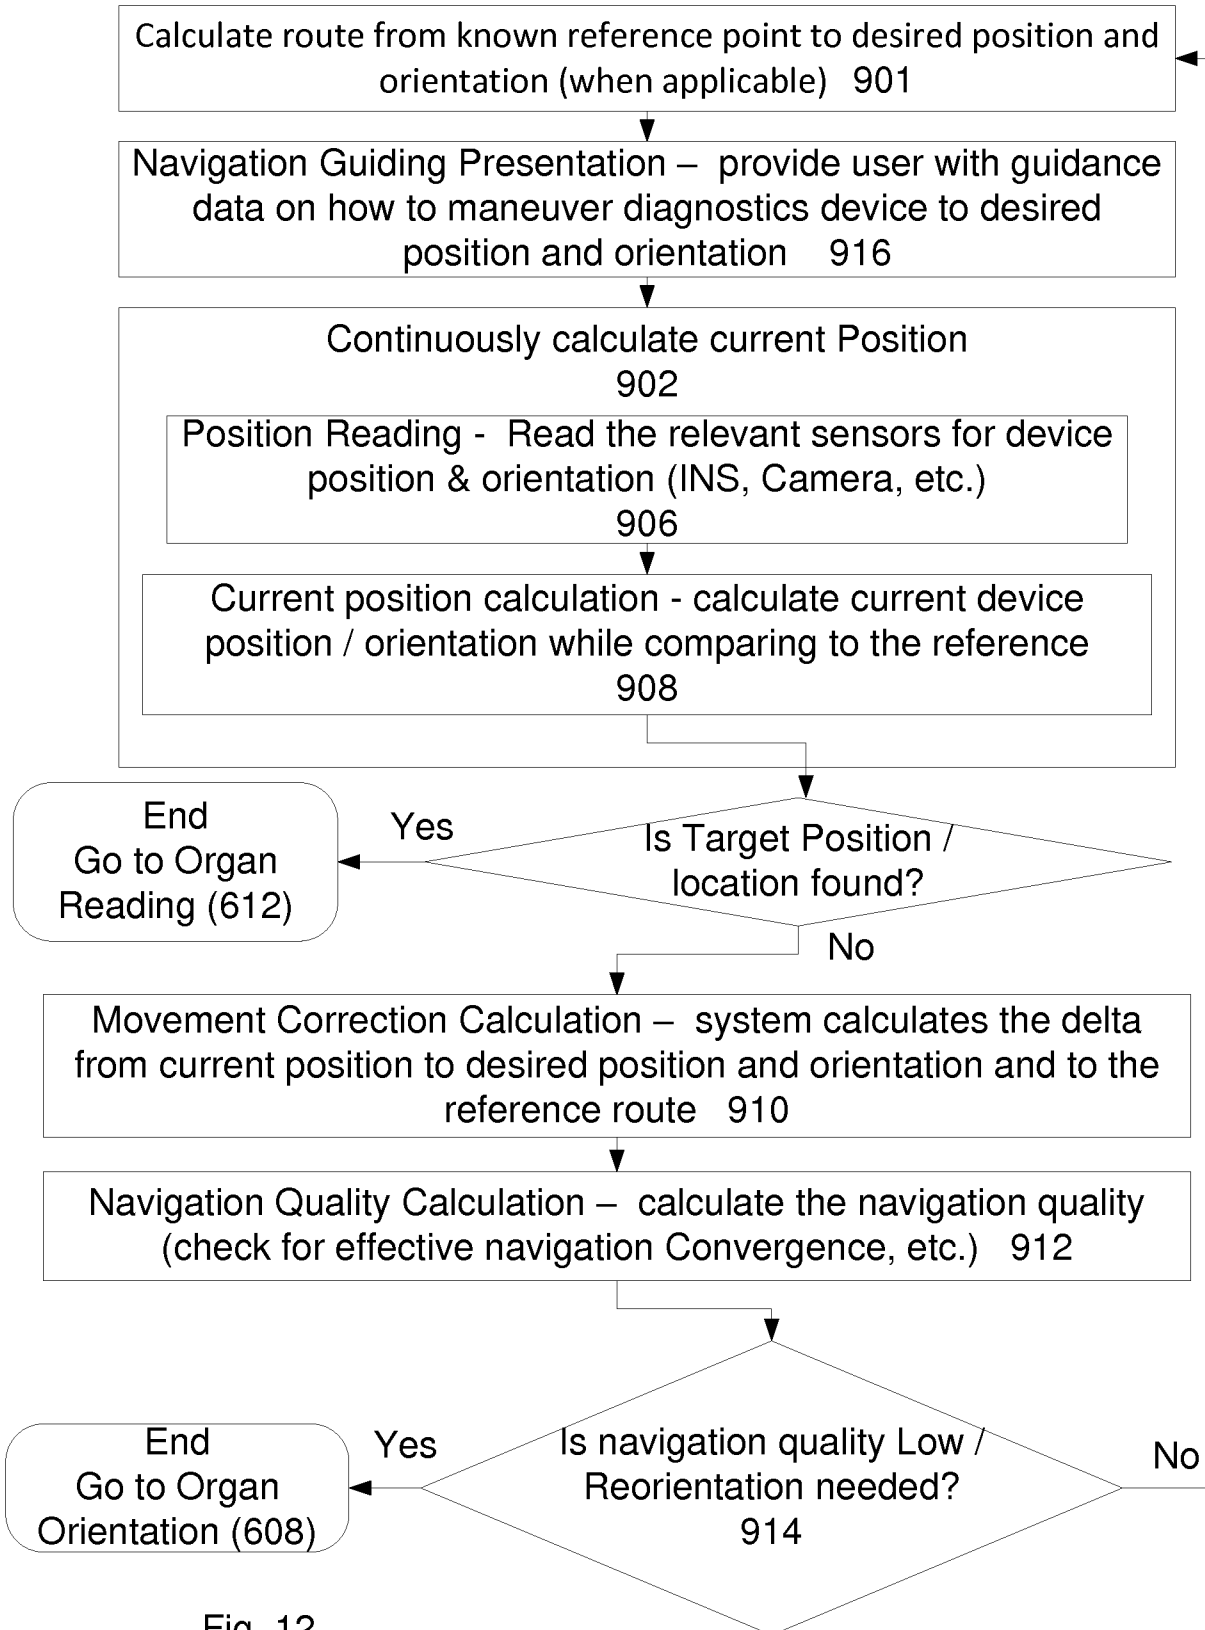 Calculate route from known reference point to desired position and
orientation (when applicable) 901
Navigation Guiding Presentation – provide user with guidance
data on how to maneuver diagnostics device to desired
position and orientation 916
Continuously calculate current Position
902
Position Reading - Read the relevant sensors for device
position & orientation (INS, Camera, etc.)
906
Current position calculation - calculate current device
position / orientation while comparing to the reference
908
End
Go to Organ
Reading (612)
Yes
Is Target Position /
location found?
No
Movement Correction Calculation – system calculates the delta
from current position to desired position and orientation and to the
reference route 910
Navigation Quality Calculation – calculate the navigation quality
(check for effective navigation Convergence, etc.) 912
End
Go to Organ
Orientation (608)
Yes
Is navigation quality Low /
Reorientation needed?
914
No
Fig. 12